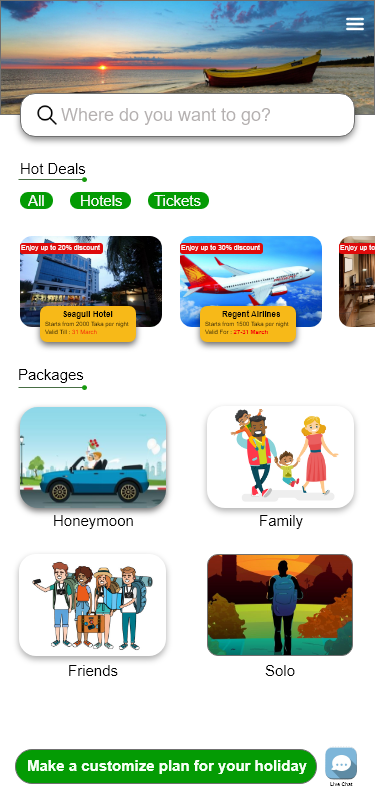 Where do you want to go?
Hot Deals
All Hotels Tickets
Enjoy up to 20% discount
Seagull Hotel
Starts from 2000 Taka per night
Valid Till : 31 March
Enjoy up to 30% discount
Regent Airlines
Starts from 1500 Taka per night
Valid For : 27-31 March
Enjoy up to
Packages
Honeymoon
Family
Friends
Solo
Make a customize plan for your holiday
Live Chat